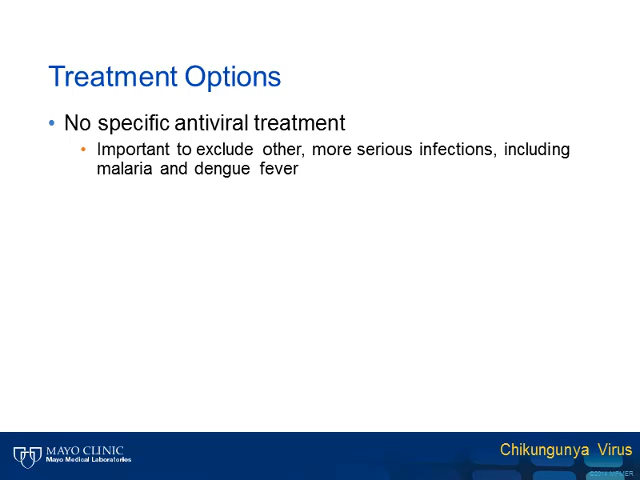 Treatment Options
• No specific antiviral treatment
• Important to exclude other, more serious infections, including
malaria and dengue fever
MAYO CLINIC
Mayo Medical Laboratories
Chikungunya Virus